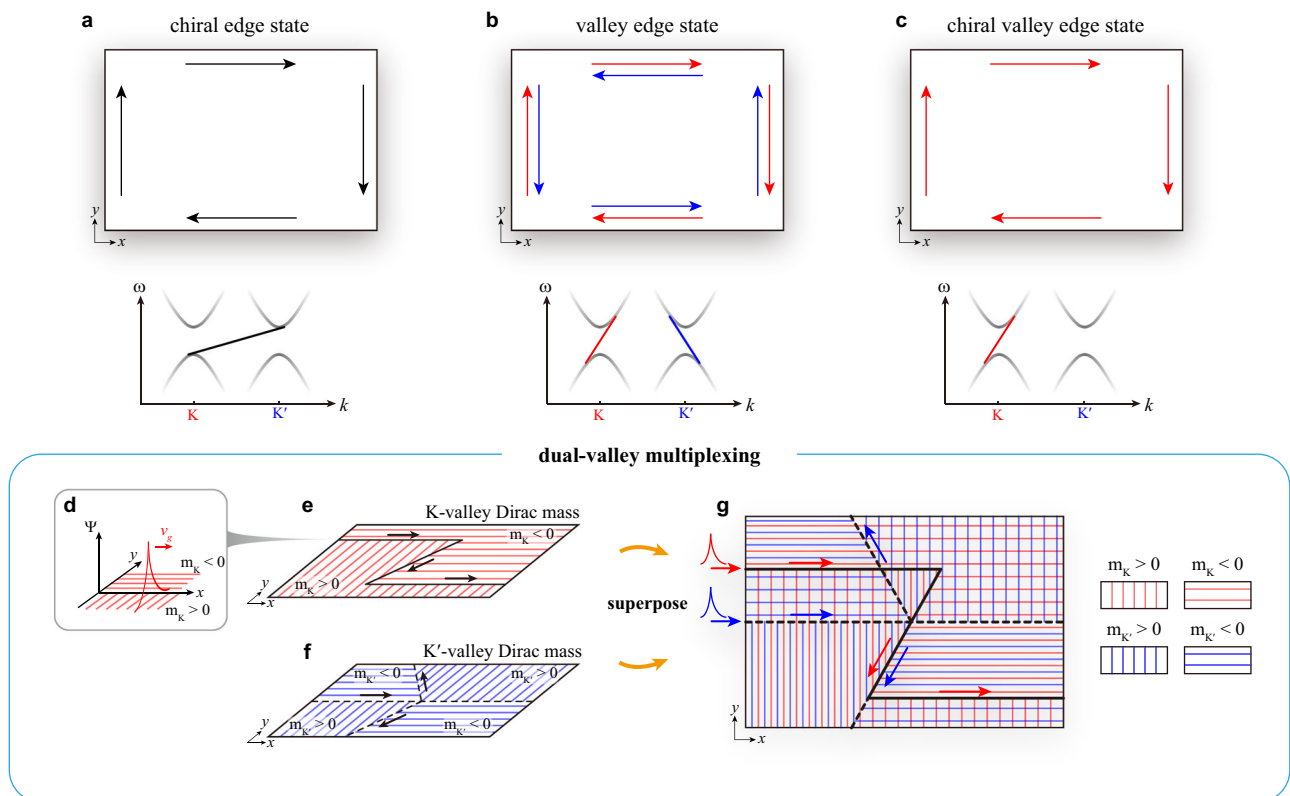 a chiral edge state
b valley edge state
c chiral valley edge state
y
x
y
x
y
x
ω
K K′ k
ω
K K′ k
ω
K K′ k
dual-valley multiplexing
d
Ψ
v_g
y
m_K < 0
x
m_K > 0
e
K-valley Dirac mass
m_K < 0
m_K > 0
y
x
f
K′-valley Dirac mass
m_K′ < 0
m_K′ > 0
m_K′ > 0
m_K′ < 0
y
x
superpose
g
y
x
m_K > 0 m_K < 0
m_K′ > 0 m_K′ < 0